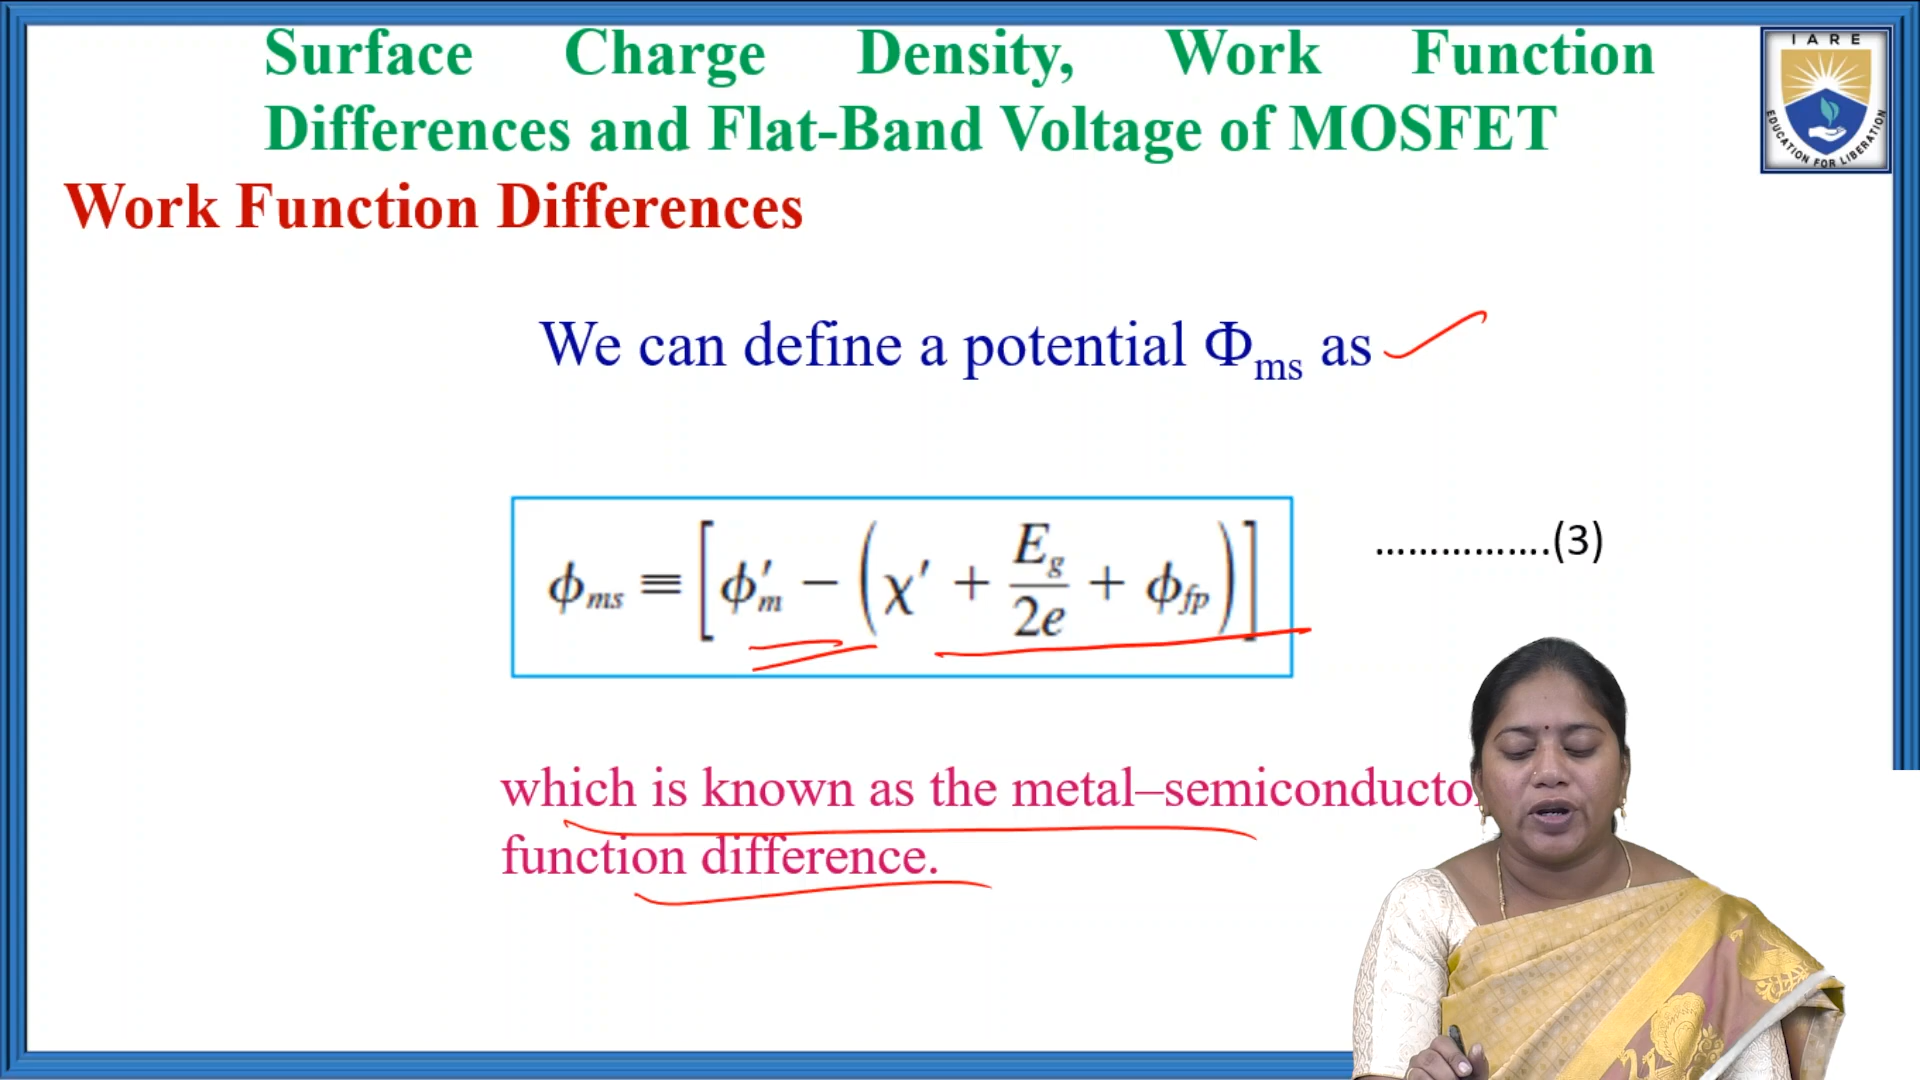 Surface Charge Density, Work Function
Differences and Flat-Band Voltage of MOSFET
IARE
EDUCATION FOR LIBERATION
Work Function Differences
We can define a potential Φms as
ϕms ≡ [ϕ′m − (χ′ + Eg/2e + ϕfp)]
................(3)
which is known as the metal–semiconducto
function difference.